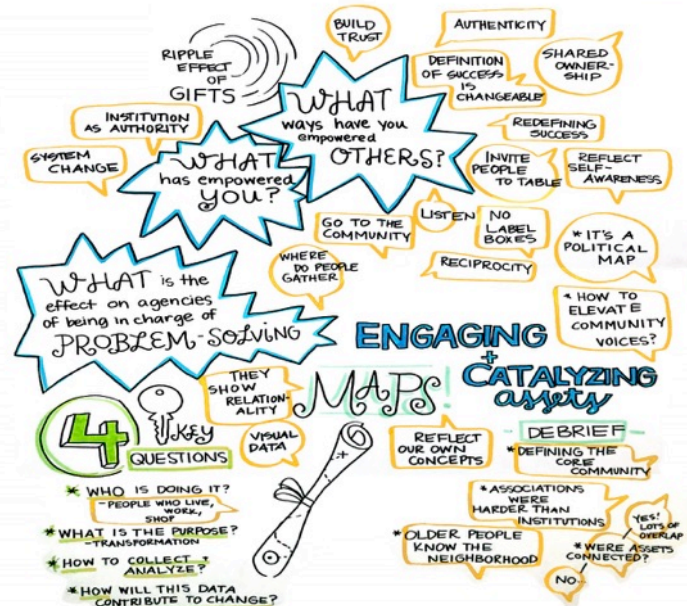 RIPPLE
EFFECT
OF
GIFTS
BUILD
TRUST
AUTHENTICITY
DEFINITION
OF SUCCESS
IS
CHANGEABLE
SHARED
OWNER-
SHIP
INSTITUTION
AS AUTHORITY
SYSTEM
CHANGE
WHAT
has empowered
YOU?
WHAT
ways have you
empowered
OTHERS?
REDEFINING
SUCCESS
INVITE
PEOPLE
TO TABLE
REFLECT
SELF-
AWARENESS
GO TO THE
COMMUNITY
LISTEN
NO
LABEL
BOXES
* IT'S A
POLITICAL
MAP
WHERE
DO PEOPLE
GATHER
RECIPROCITY
* HOW TO
ELEVATE
COMMUNITY
VOICES?
WHAT is the
effect on agencies
of being in charge of
PROBLEM-SOLVING
ENGAGING
+
CATALYZING
assets
THEY
SHOW
RELATION-
ALITY
MAPS!
VISUAL
DATA
REFLECT
OUR OWN
CONCEPTS
4
KEY
QUESTIONS
* WHO IS DOING IT?
-PEOPLE WHO LIVE,
WORK,
SHOP
* WHAT IS THE PURPOSE?
-TRANSFORMATION
* HOW TO COLLECT +
ANALYZE?
* HOW WILL THIS DATA
CONTRIBUTE TO CHANGE?
- DEBRIEF -
* DEFINING THE
CORE
COMMUNITY
* ASSOCIATIONS
WERE
HARDER THAN
INSTITUTIONS
* OLDER PEOPLE
KNOW THE
NEIGHBORHOOD
* WERE ASSETS
CONNECTED?
YES!
LOTS OF
OVERLAP
NO...